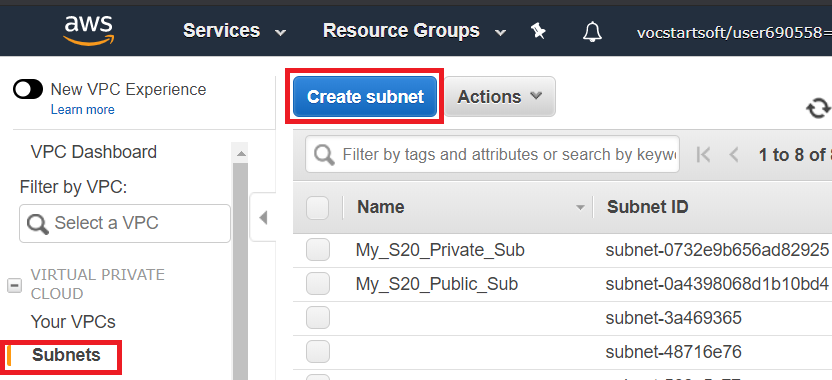 aws
Services
Resource Groups
vocstartsoft/user690558=
New VPC Experience
Learn more
Create subnet
Actions
VPC Dashboard
Filter by VPC:
Select a VPC
Filter by tags and attributes or search by keyw
1 to 8 of
Name
Subnet ID
My_S20_Private_Sub
subnet-0732e9b656ad82925
My_S20_Public_Sub
subnet-0a4398068d1b10bd4
subnet-3a469365
subnet-48716e76
VIRTUAL PRIVATE
CLOUD
Your VPCs
Subnets